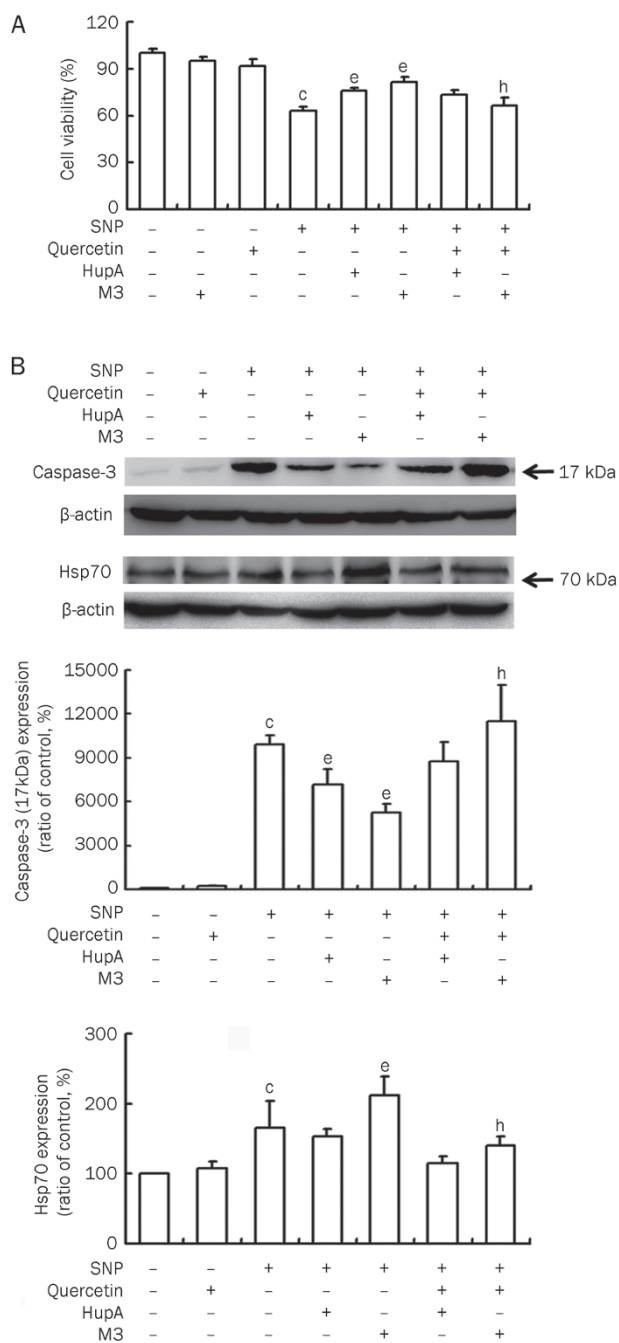 A
Cell viability (%)
120
90
60
30
0
c
e
e
h
SNP – – – + + + + +
Quercetin – – + – – – + +
HupA – – – – + – + –
M3 – + – – – + – +
B
SNP – – + + + + +
Quercetin – + – – – + +
HupA – – – + – + –
M3 – – – – + – +
Caspase-3
17 kDa
β-actin
Hsp70
70 kDa
β-actin
Caspase-3 (17kDa) expression
(ratio of control, %)
15000
12000
9000
6000
3000
0
c
e
e
h
SNP – – + + + + +
Quercetin – + – – – + +
HupA – – – + – + –
M3 – – – – + – +
Hsp70 expression
(ratio of control, %)
300
200
100
0
c
e
h
SNP – – + + + + +
Quercetin – + – – – + +
HupA – – – + – + –
M3 – – – – + – +